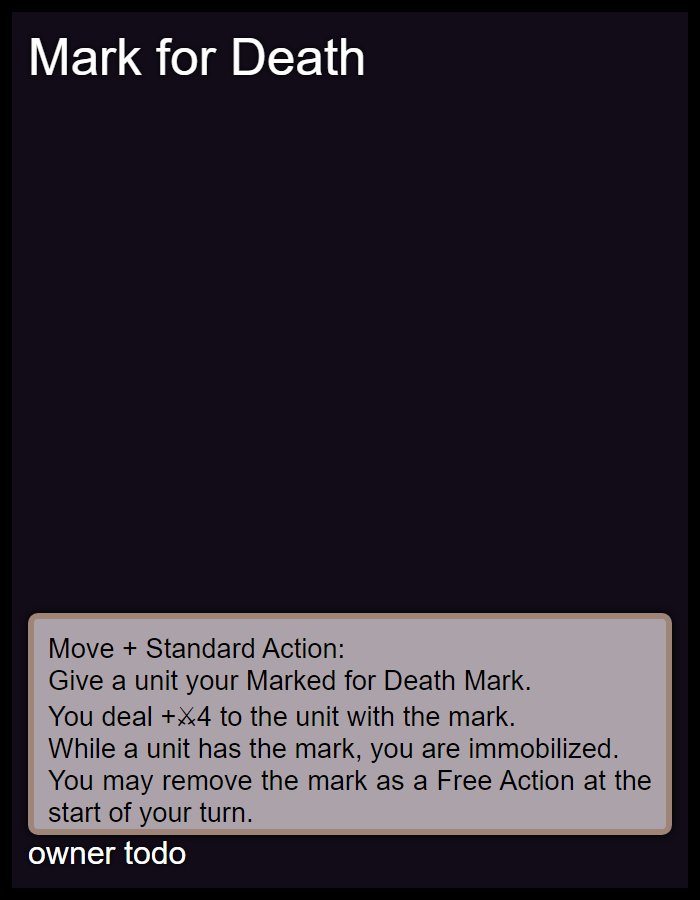 Mark for Death
Move + Standard Action:
Give a unit your Marked for Death Mark.
You deal +⚔4 to the unit with the mark.
While a unit has the mark, you are immobilized.
You may remove the mark as a Free Action at the
start of your turn.
owner todo